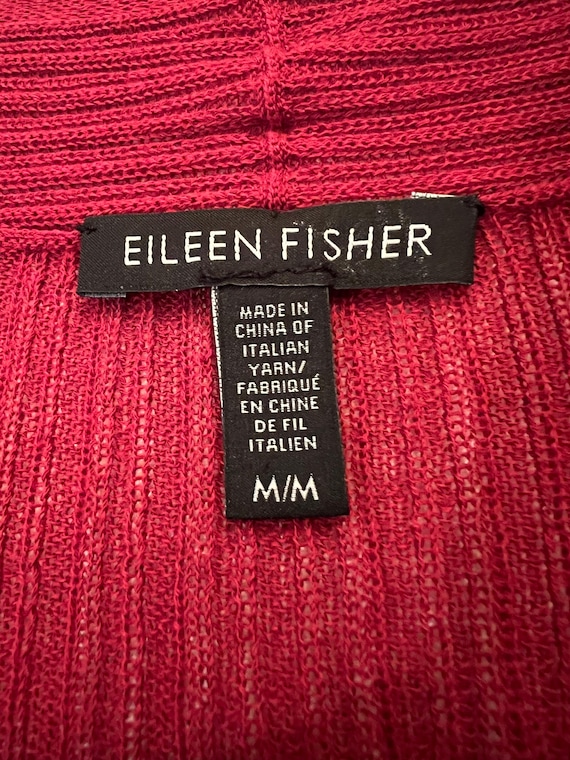 EILEEN FISHER
MADE IN
CHINA OF
ITALIAN
YARN/
FABRIQUÉ
EN CHINE
DE FIL
ITALIEN
M/M